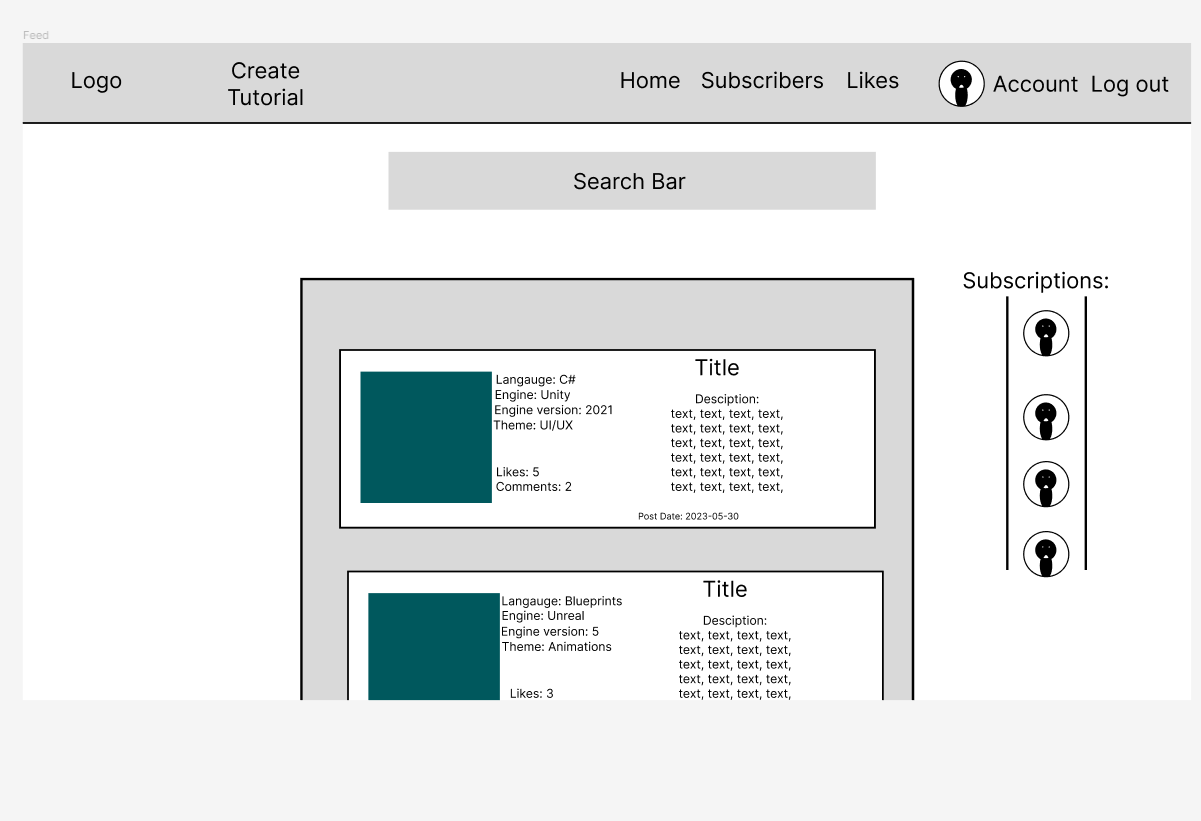 Feed
Logo
Create
Tutorial
Home
Subscribers
Likes
Account
Log out
Search Bar
Subscriptions:
Title
Langauge: C#
Engine: Unity
Engine version: 2021
Theme: UI/UX
Likes: 5
Comments: 2
Desciption:
text, text, text, text,
text, text, text, text,
text, text, text, text,
text, text, text, text,
text, text, text, text,
text, text, text, text,
Post Date: 2023-05-30
Title
Langauge: Blueprints
Engine: Unreal
Engine version: 5
Theme: Animations
Likes: 3
Desciption:
text, text, text, text,
text, text, text, text,
text, text, text, text,
text, text, text, text,
text, text, text, text,